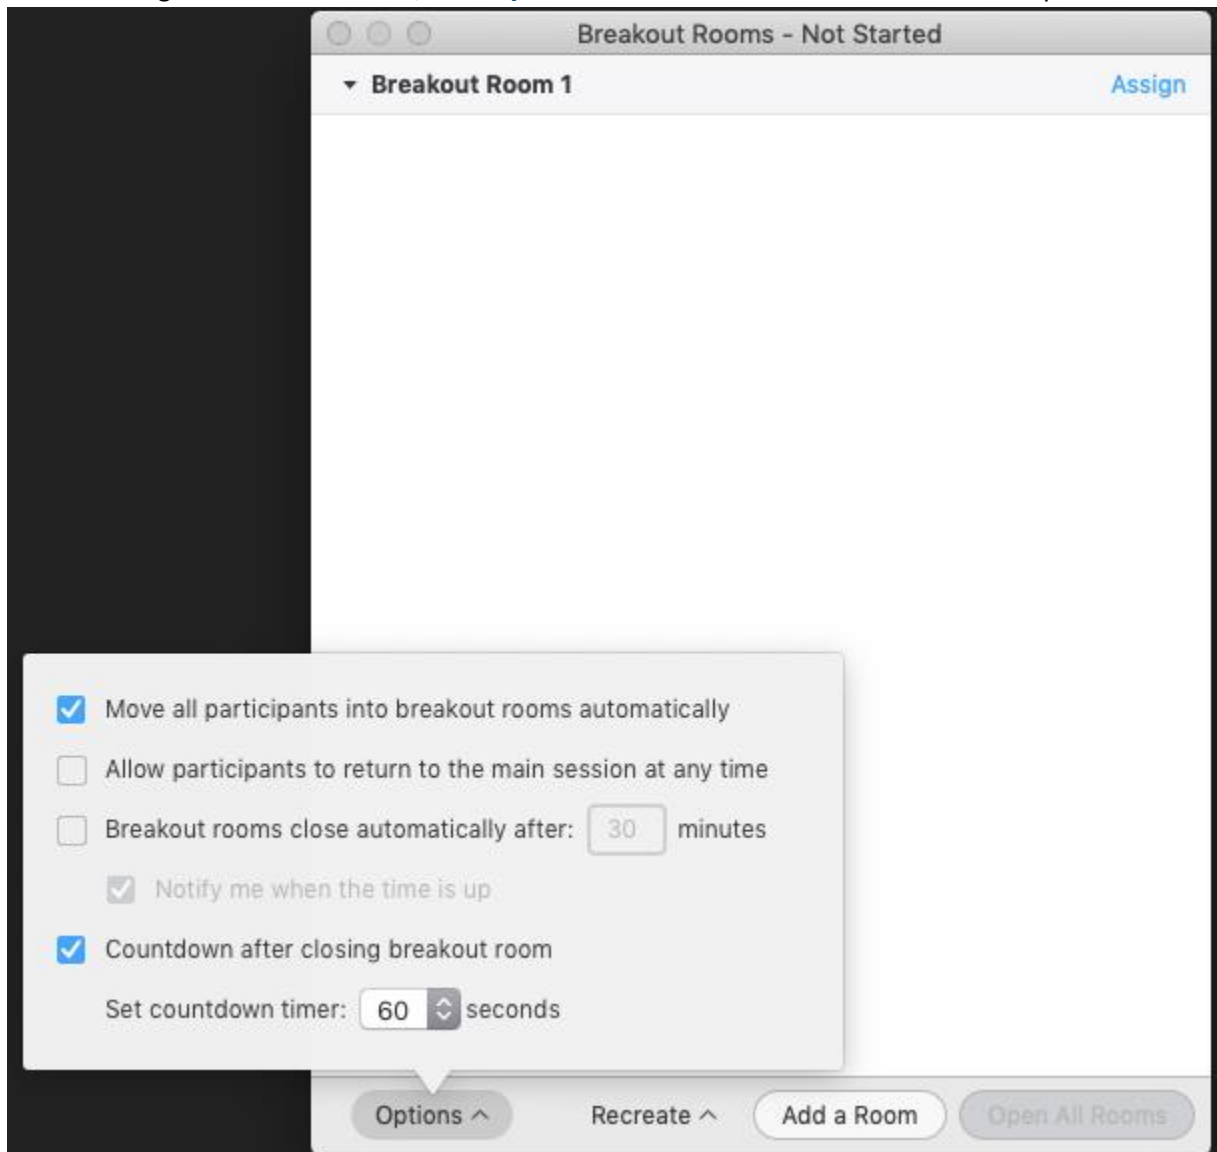 Breakout Rooms - Not Started
Breakout Room 1 Assign
Move all participants into breakout rooms automatically
Allow participants to return to the main session at any time
Breakout rooms close automatically after: 30 minutes
Notify me when the time is up
Countdown after closing breakout room
Set countdown timer: 60 seconds
Options Recreate Add a Room Open All Rooms